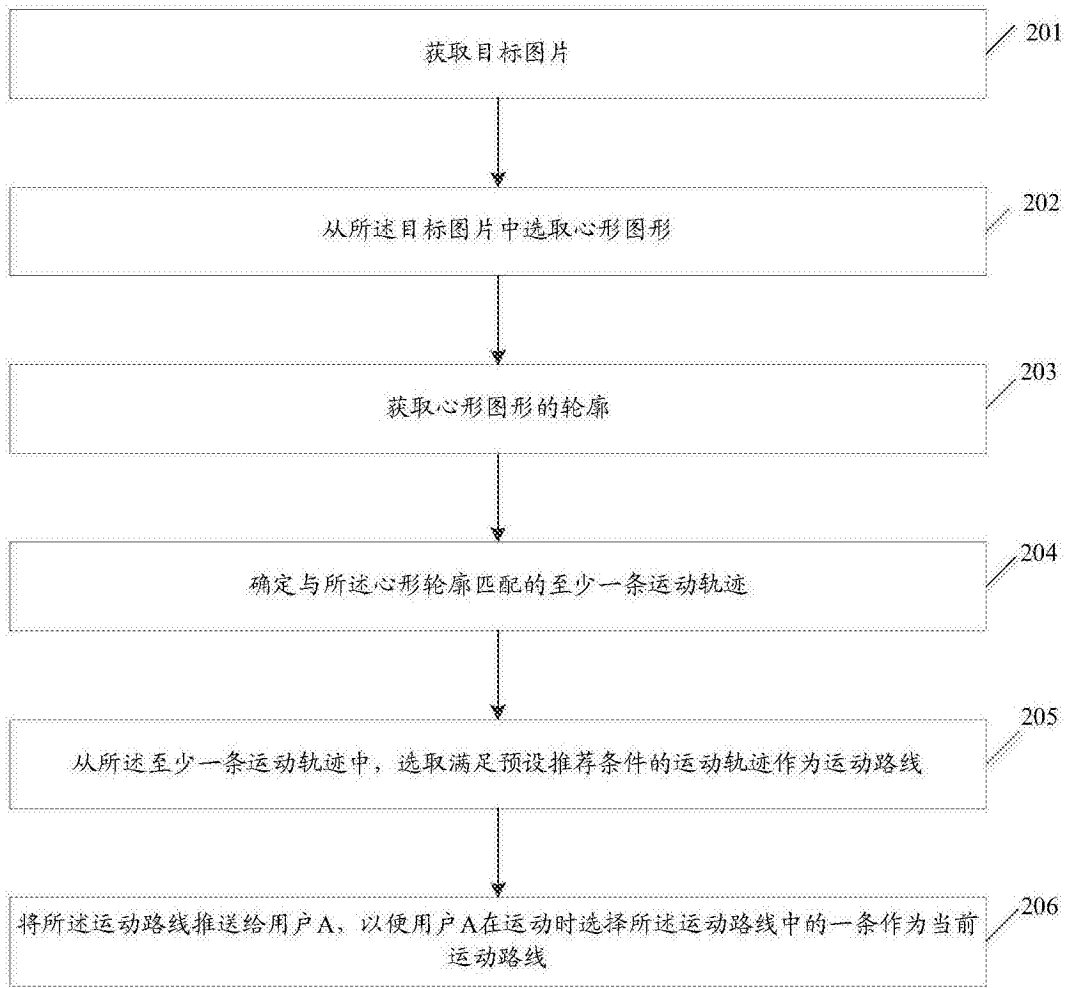 获取目标图片
201
从所述目标图片中选取心形图形
202
获取心形图形的轮廓
203
确定与所述心形轮廓匹配的至少一条运动轨迹
204
从所述至少一条运动轨迹中，选取满足预设推荐条件的运动轨迹作为运动路线
205
将所述运动路线推送给用户A，以便用户A在运动时选择所述运动路线中的一条作为当前
运动路线
206